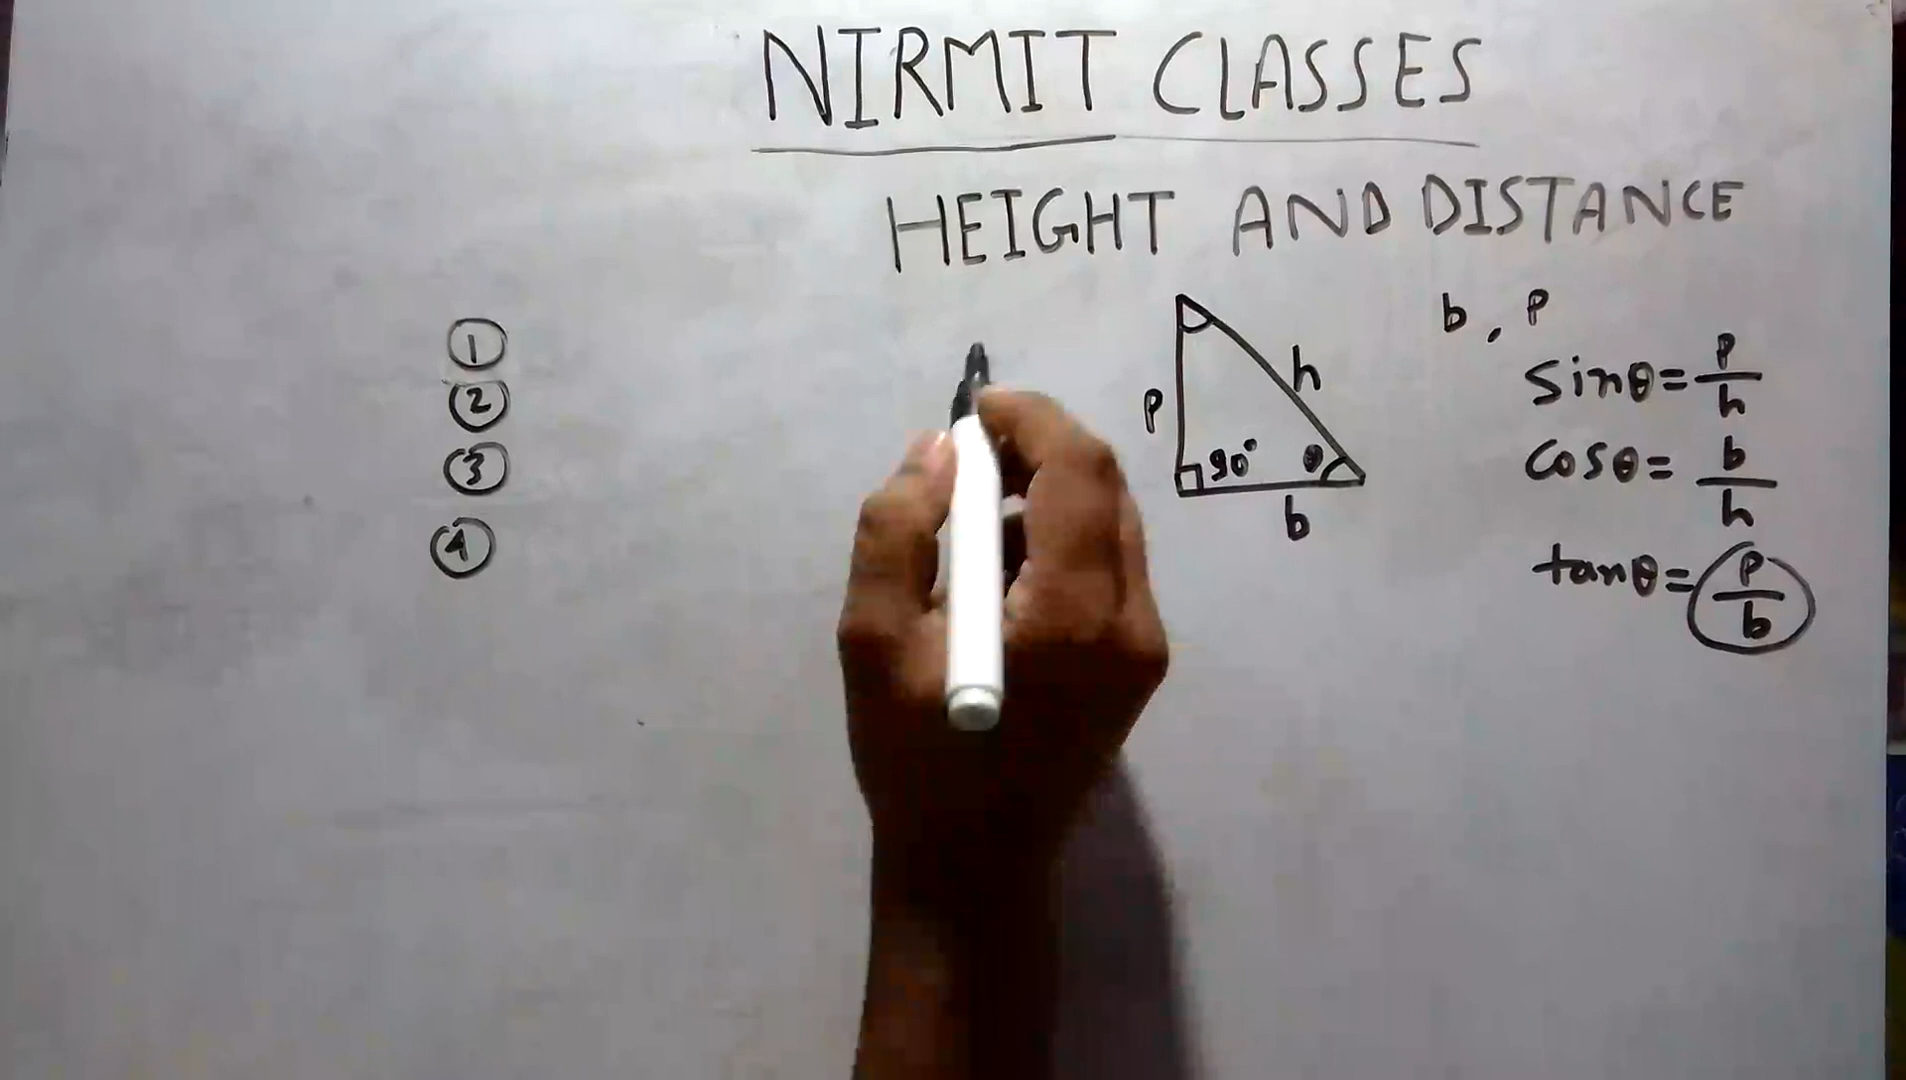 NIRMIT CLASSES
HEIGHT AND DISTANCE
①
②
③
④
p
h
90°
θ
b
b, p
sinθ = p/h
cosθ = b/h
tanθ = p/b